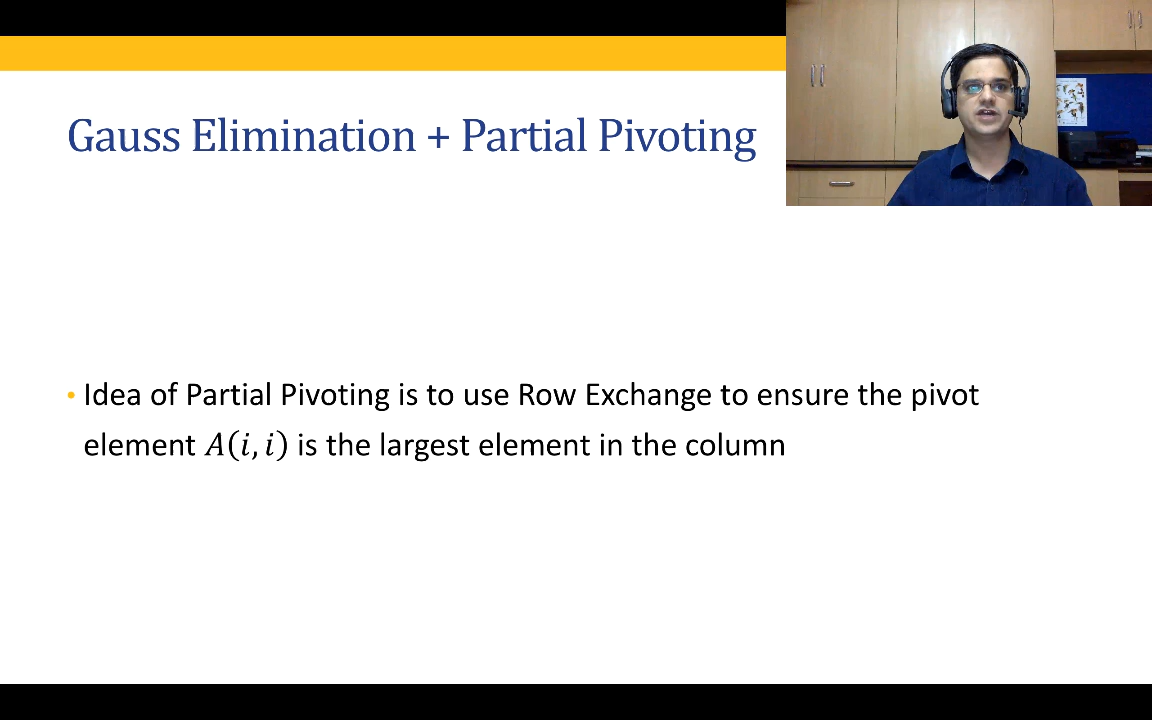 Gauss Elimination + Partial Pivoting
• Idea of Partial Pivoting is to use Row Exchange to ensure the pivot
element A(i, i) is the largest element in the column